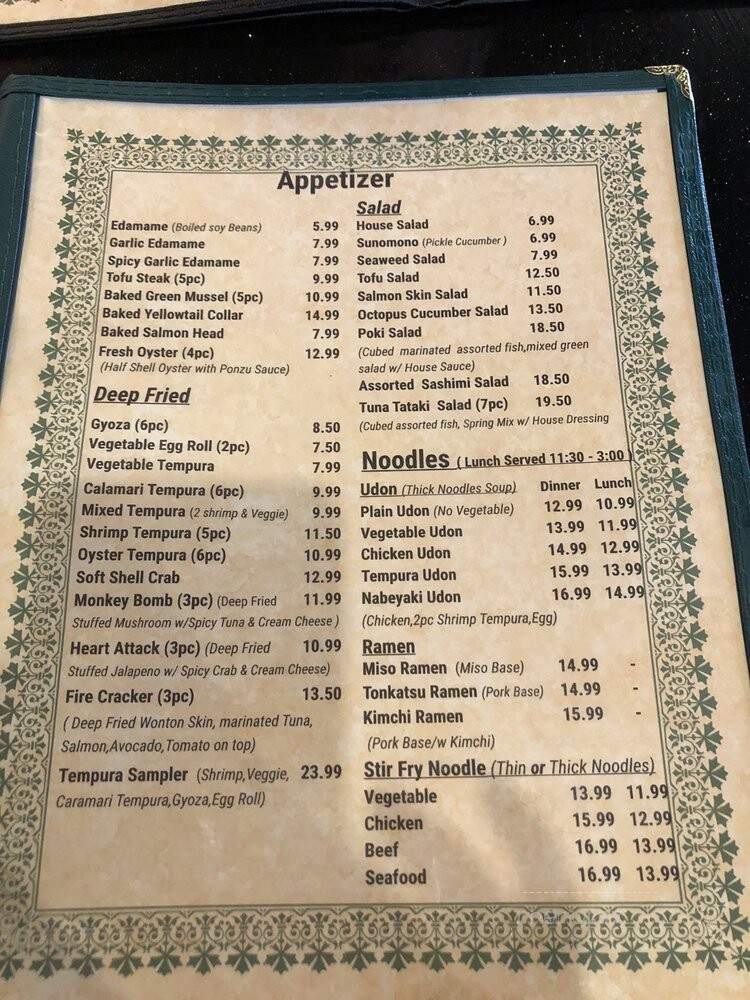 Appetizer
Edamame (Boiled soy Beans) 5.99
Garlic Edamame 7.99
Spicy Garlic Edamame 7.99
Tofu Steak (5pc) 9.99
Baked Green Mussel (5pc) 10.99
Baked Yellowtail Collar 14.99
Baked Salmon Head 7.99
Fresh Oyster (4pc) 12.99
(Half Shell Oyster with Ponzu Sauce)
Deep Fried
Gyoza (6pc) 8.50
Vegetable Egg Roll (2pc) 7.50
Vegetable Tempura 7.99
Calamari Tempura (6pc) 9.99
Mixed Tempura (2 shrimp & Veggie) 9.99
Shrimp Tempura (5pc) 11.50
Oyster Tempura (6pc) 10.99
Soft Shell Crab 12.99
Monkey Bomb (3pc) (Deep Fried 11.99
Stuffed Mushroom w/Spicy Tuna & Cream Cheese )
Heart Attack (3pc) (Deep Fried 10.99
Stuffed Jalapeno w/ Spicy Crab & Cream Cheese)
Fire Cracker (3pc) 13.50
( Deep Fried Wonton Skin, marinated Tuna,
Salmon,Avocado,Tomato on top)
Tempura Sampler (Shrimp,Veggie, 23.99
Caramari Tempura,Gyoza,Egg Roll)
Salad
House Salad 6.99
Sunomono (Pickle Cucumber ) 6.99
Seaweed Salad 7.99
Tofu Salad 12.50
Salmon Skin Salad 11.50
Octopus Cucumber Salad 13.50
Poki Salad 18.50
(Cubed marinated assorted fish,mixed green
salad w/ House Sauce)
Assorted Sashimi Salad 18.50
Tuna Tataki Salad (7pc) 19.50
(Cubed assorted fish, Spring Mix w/ House Dressing
Noodles ( Lunch Served 11:30 - 3:00 )
Udon (Thick Noodles Soup) Dinner Lunch
Plain Udon (No Vegetable) 12.99 10.99
Vegetable Udon 13.99 11.99
Chicken Udon 14.99 12.99
Tempura Udon 15.99 13.99
Nabeyaki Udon 16.99 14.99
(Chicken,2pc Shrimp Tempura,Egg)
Ramen
Miso Ramen (Miso Base) 14.99 -
Tonkatsu Ramen (Pork Base) 14.99 -
Kimchi Ramen 15.99 -
(Pork Base/w Kimchi)
Stir Fry Noodle (Thin or Thick Noodles)
Vegetable 13.99 11.99
Chicken 15.99 12.99
Beef 16.99 13.99
Seafood 16.99 13.99